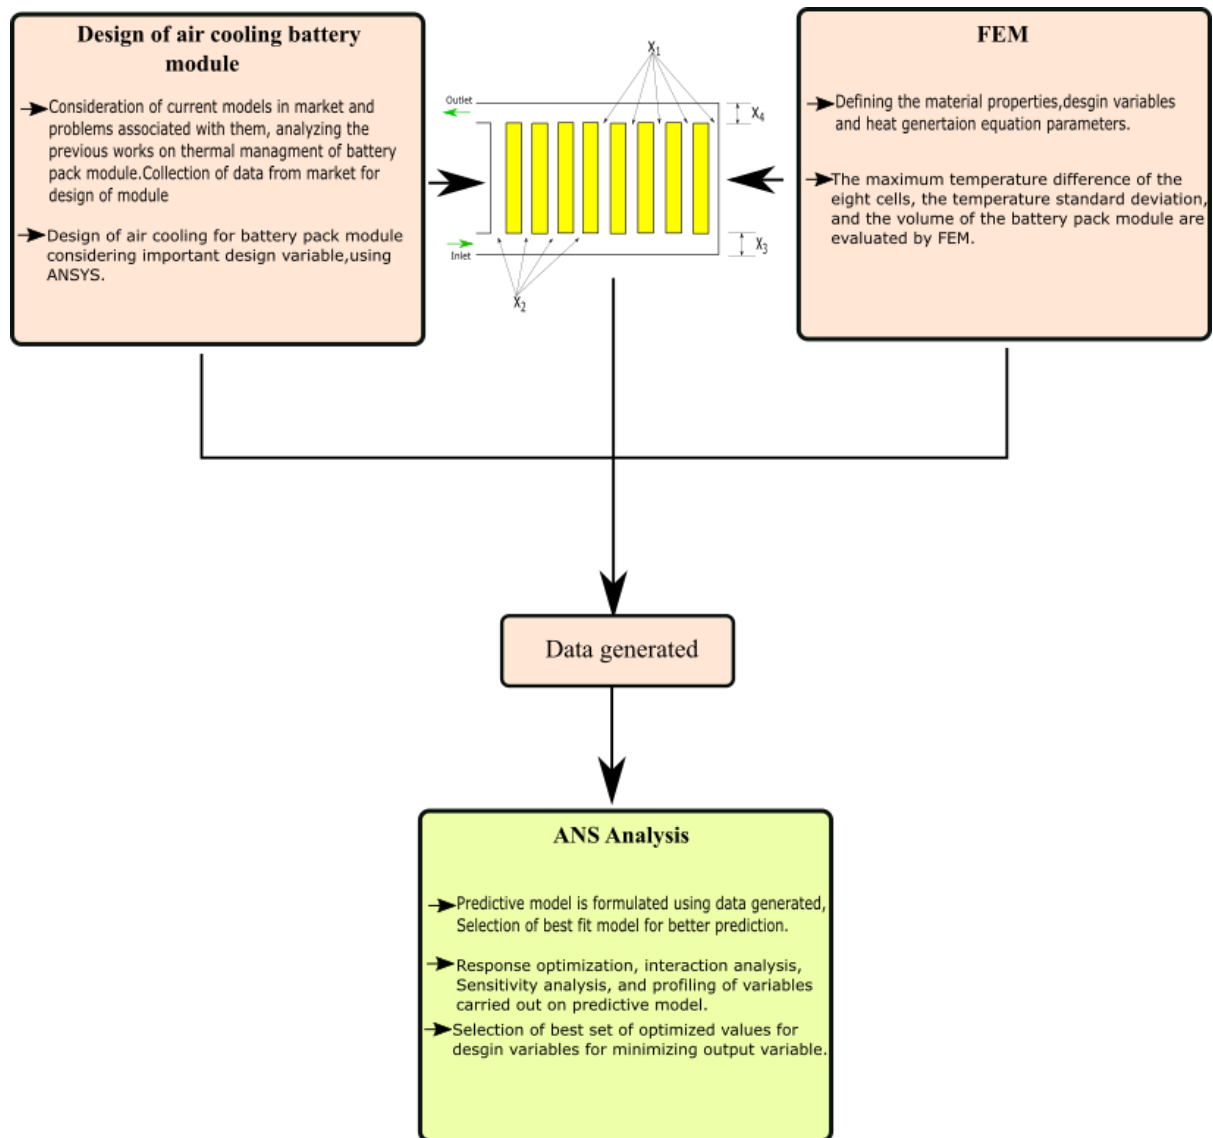 Design of air cooling battery
module
Consideration of current models in market and
problems associated with them, analyzing the
previous works on thermal managment of battery
pack module.Collection of data from market for
design of module
Design of air cooling for battery pack module
considering important design variable,using
ANSYS.
X1
Outlet
X4
Inlet
X3
X2
FEM
Defining the material properties,desgin variables
and heat genertaion equation parameters.
The maximum temperature difference of the
eight cells, the temperature standard deviation,
and the volume of the battery pack module are
evaluated by FEM.
Data generated
ANS Analysis
Predictive model is formulated using data generated,
Selection of best fit model for better prediction.
Response optimization, interaction analysis,
Sensitivity analysis, and profiling of variables
carried out on predictive model.
Selection of best set of optimized values for
desgin variables for minimizing output variable.